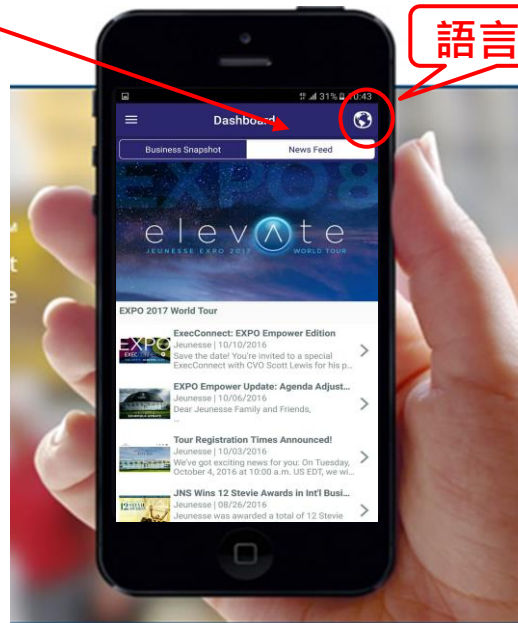 語言
31% 10:43
Dashboard
Business Snapshot
News Feed
EXPO8
elevate
JEUNESSE EXPO 2017 WORLD TOUR
EXPO 2017 World Tour
ExecConnect: EXPO Empower Edition
Jeunesse | 10/10/2016
Save the date! You're invited to a special
ExecConnect with CVO Scott Lewis for his p...
EXPO Empower Update: Agenda Adjust...
Jeunesse | 10/06/2016
Dear Jeunesse Family and Friends,
...
Tour Registration Times Announced!
Jeunesse | 10/03/2016
We've got exciting news for you: On Tuesday,
October 4, 2016 at 10:00 a.m. US EDT, we wi...
JNS Wins 12 Stevie Awards in Int'l Busi...
Jeunesse | 08/26/2016
Jeunesse was awarded a total of 12 Stevie